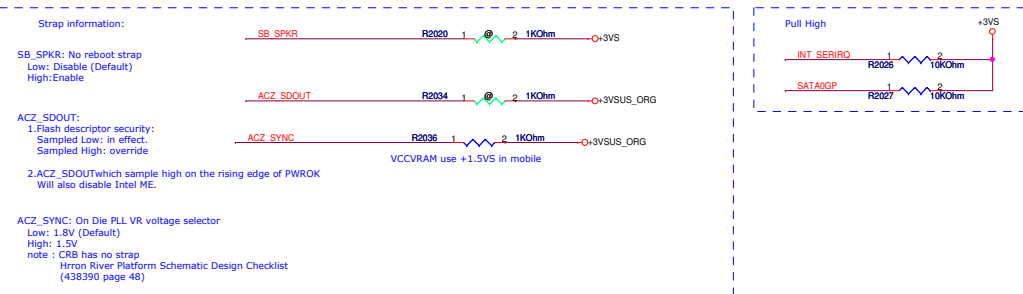 Strap information:
SB_SPKR R2020 1 @ 2 1KOhm +3VS
SB_SPKR: No reboot strap
Low: Disable (Default)
High:Enable
ACZ_SDOUT R2034 1 @ 2 1KOhm +3VSUS_ORG
ACZ_SDOUT:
1.Flash descriptor security:
Sampled Low: in effect.
Sampled High: override
ACZ_SYNC R2036 1 2 1KOhm +3VSUS_ORG
VCCVRAM use +1.5VS in mobile
2.ACZ_SDOUTwhich sample high on the rising edge of PWROK
Will also disable Intel ME.
ACZ_SYNC: On Die PLL VR voltage selector
Low: 1.8V (Default)
High: 1.5V
note : CRB has no strap
Hrron River Platform Schematic Design Checklist
(438390 page 48)
Pull High
+3VS
INT_SERIRQ 1 2
R2026 10KOhm
SATA0GP 1 2
R2027 10KOhm